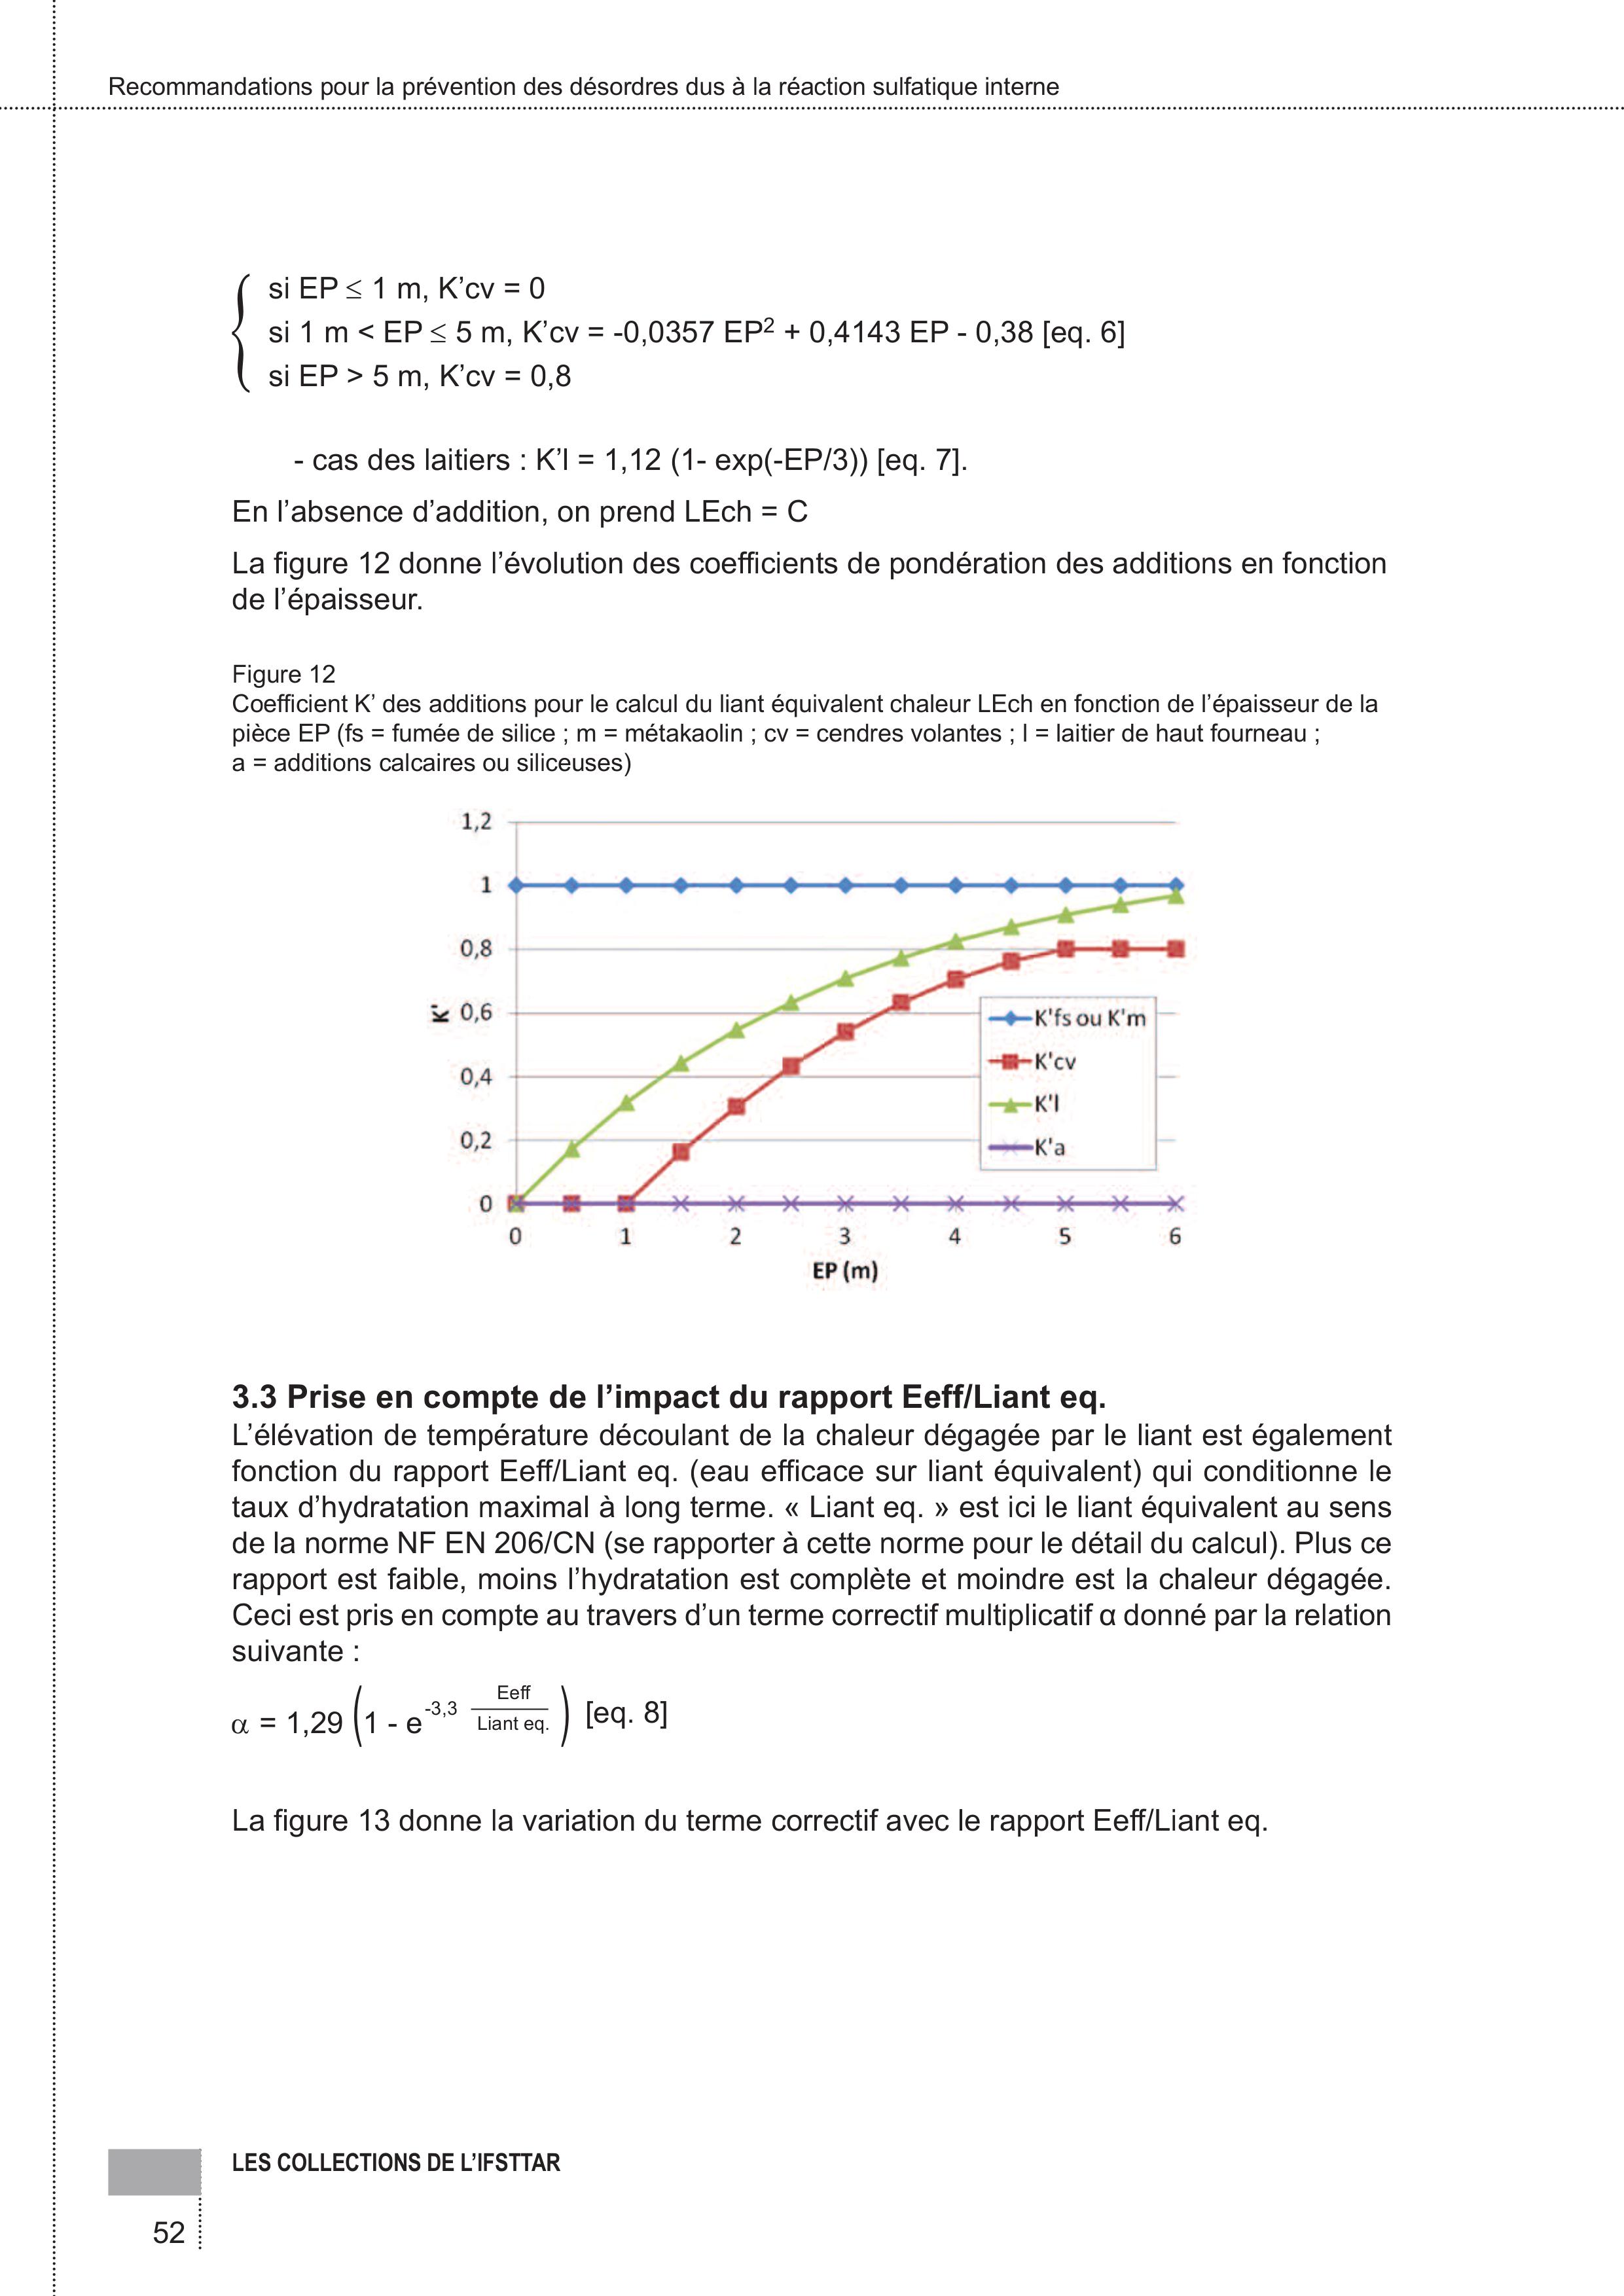 Recommandations pour la prévention des désordres dus à la réaction sulfatique interne
si EP ≤ 1 m, K’cv = 0
si 1 m < EP ≤ 5 m, K’cv = -0,0357 EP² + 0,4143 EP - 0,38 [eq. 6]
si EP > 5 m, K’cv = 0,8
- cas des laitiers : K’l = 1,12 (1- exp(-EP/3)) [eq. 7].
En l’absence d’addition, on prend LEch = C
La figure 12 donne l’évolution des coefficients de pondération des additions en fonction
de l’épaisseur.
Figure 12
Coefficient K’ des additions pour le calcul du liant équivalent chaleur LEch en fonction de l’épaisseur de la
pièce EP (fs = fumée de silice ; m = métakaolin ; cv = cendres volantes ; l = laitier de haut fourneau ;
a = additions calcaires ou siliceuses)
1,2
1
0,8
0,6
0,4
0,2
0
K'
K'fs ou K'm
K'cv
K'l
K'a
0 1 2 3 4 5 6
EP (m)
3.3 Prise en compte de l’impact du rapport Eeff/Liant eq.
L’élévation de température découlant de la chaleur dégagée par le liant est également
fonction du rapport Eeff/Liant eq. (eau efficace sur liant équivalent) qui conditionne le
taux d’hydratation maximal à long terme. « Liant eq. » est ici le liant équivalent au sens
de la norme NF EN 206/CN (se rapporter à cette norme pour le détail du calcul). Plus ce
rapport est faible, moins l’hydratation est complète et moindre est la chaleur dégagée.
Ceci est pris en compte au travers d’un terme correctif multiplicatif α donné par la relation
suivante :
α = 1,29 (1 - e^-3,3 Eeff/Liant eq.) [eq. 8]
La figure 13 donne la variation du terme correctif avec le rapport Eeff/Liant eq.
LES COLLECTIONS DE L’IFSTTAR
52